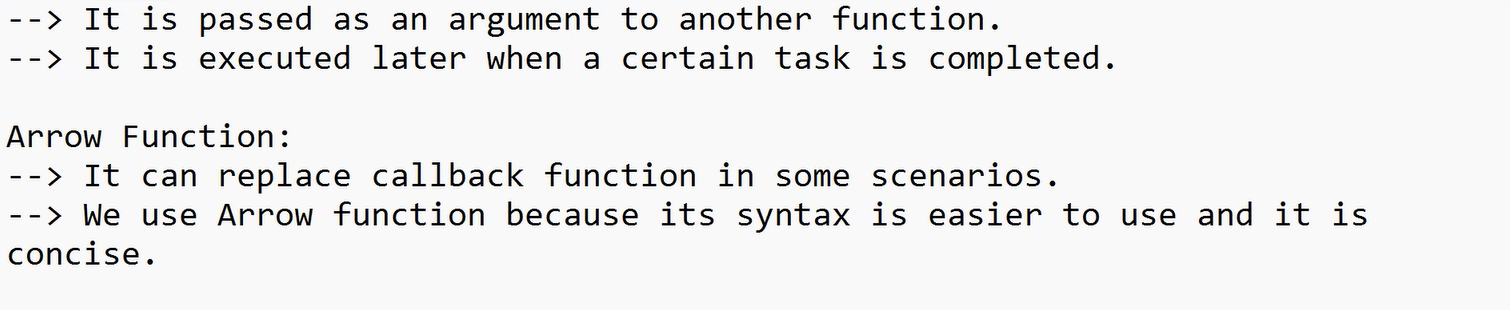 --> It is passed as an argument to another function.
--> It is executed later when a certain task is completed.
Arrow Function:
--> It can replace callback function in some scenarios.
--> We use Arrow function because its syntax is easier to use and it is
concise.